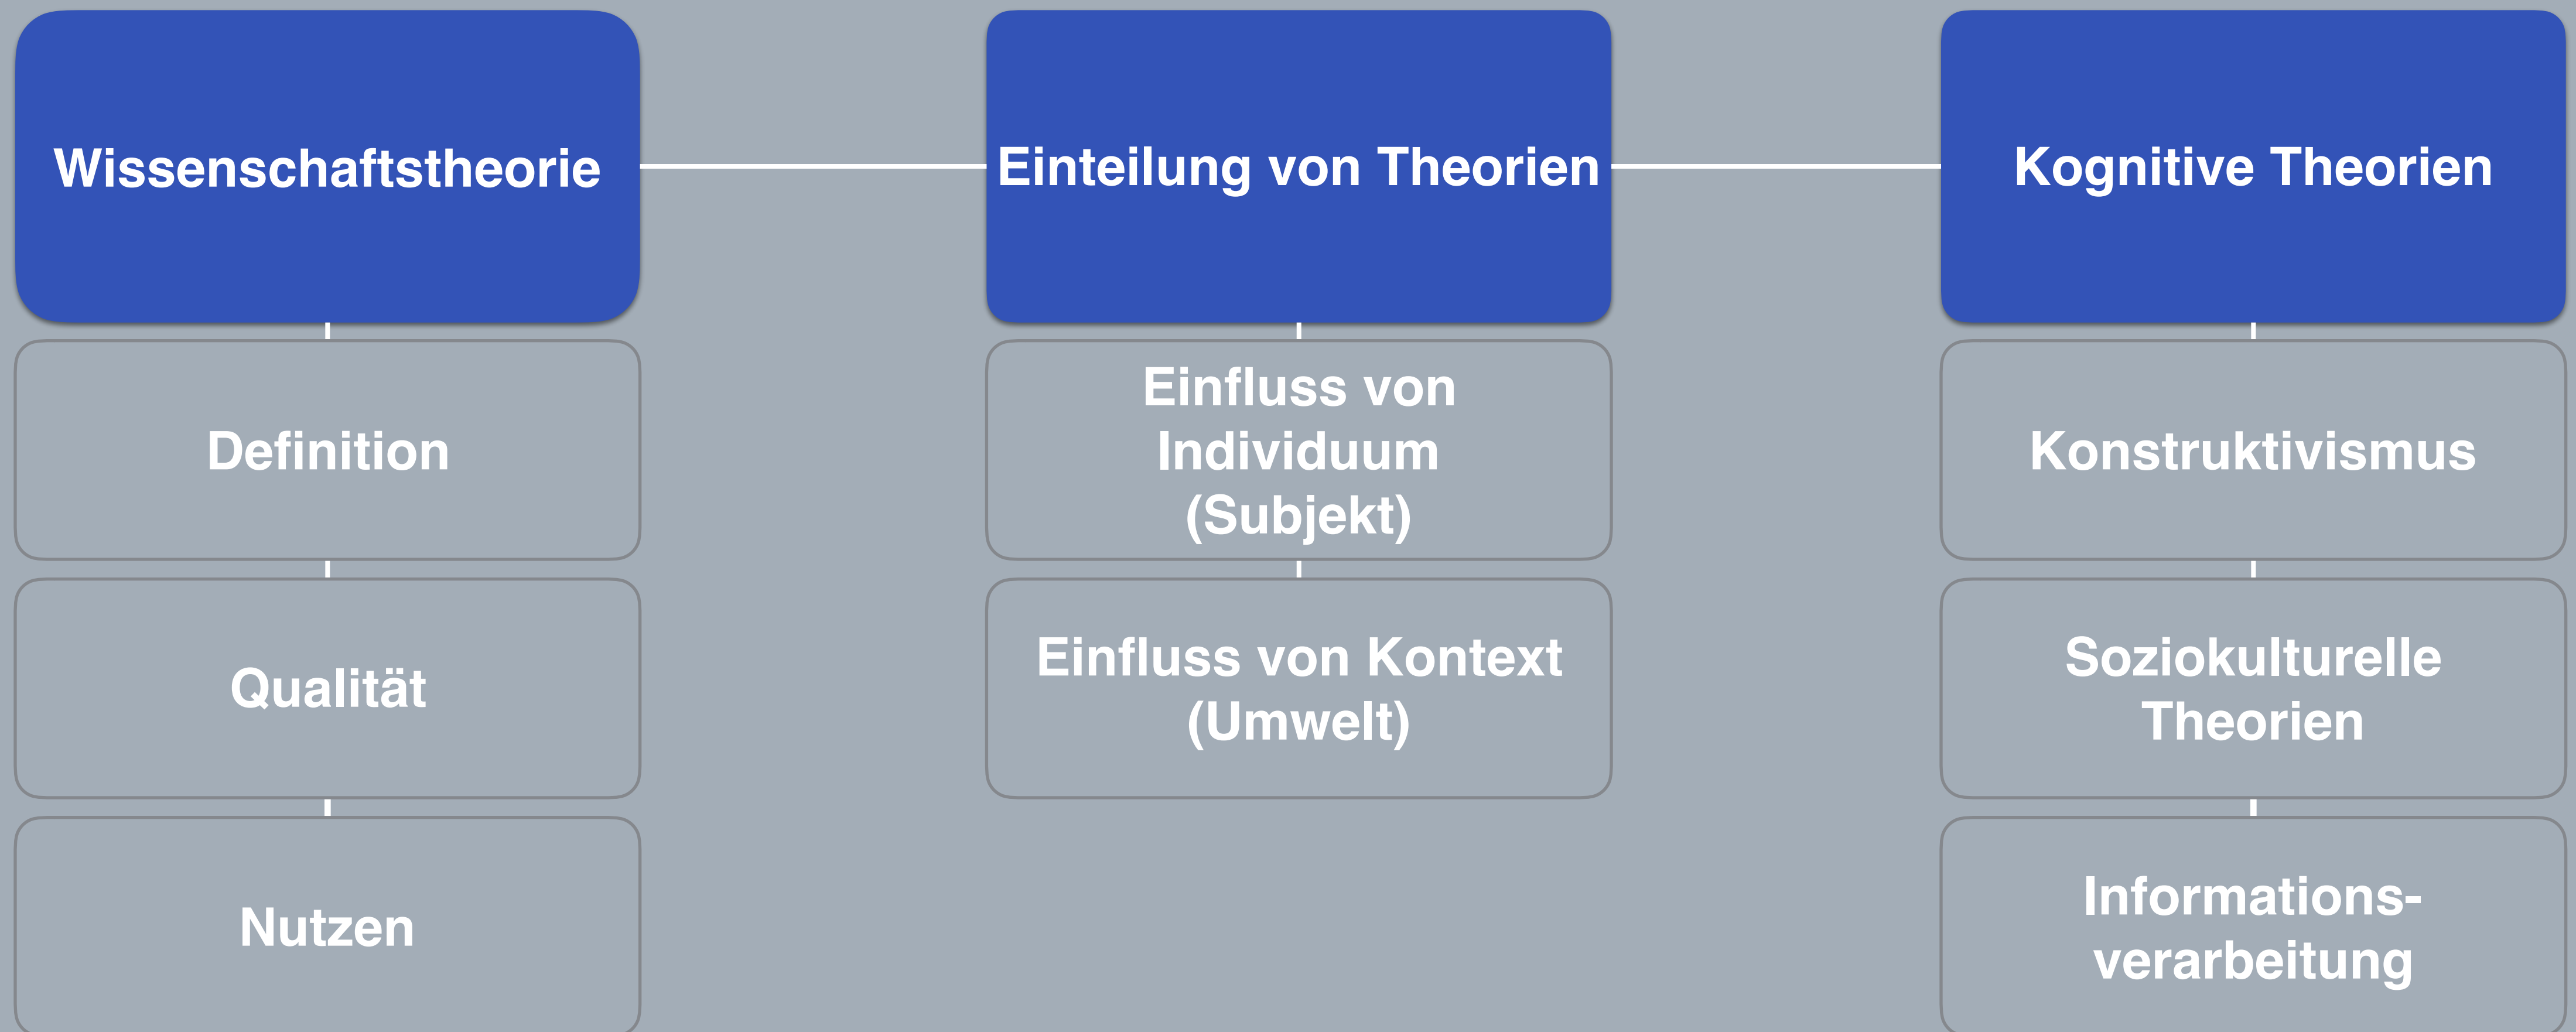 Wissenschaftstheorie
Einteilung von Theorien
Kognitive Theorien
Definition
Einfluss von
Individuum
(Subjekt)
Konstruktivismus
Qualität
Einfluss von Kontext
(Umwelt)
Soziokulturelle
Theorien
Nutzen
Informations-
verarbeitung